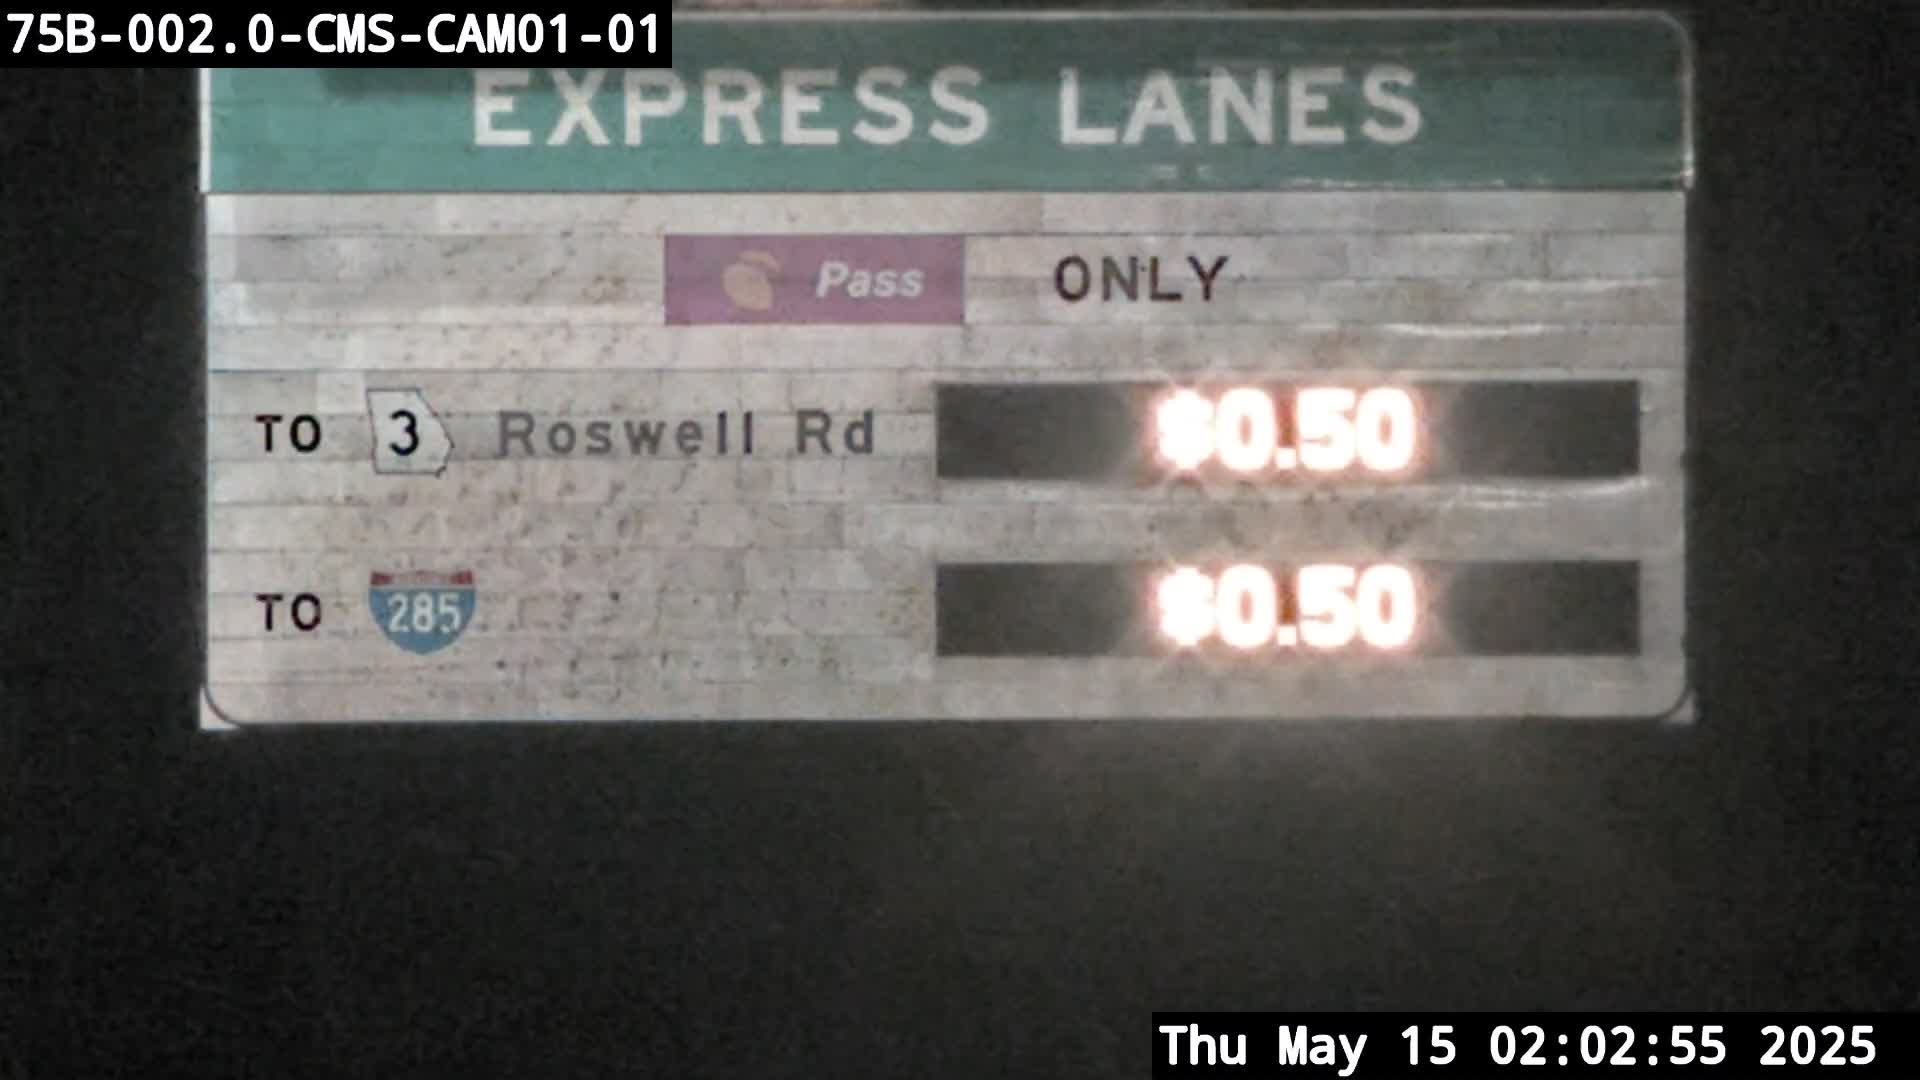 75B-002.0-CMS-CAM01-01
EXPRESS LANES
Pass ONLY
TO 3 Roswell Rd $0.50
TO 285 $0.50
Thu May 15 02:02:55 2025